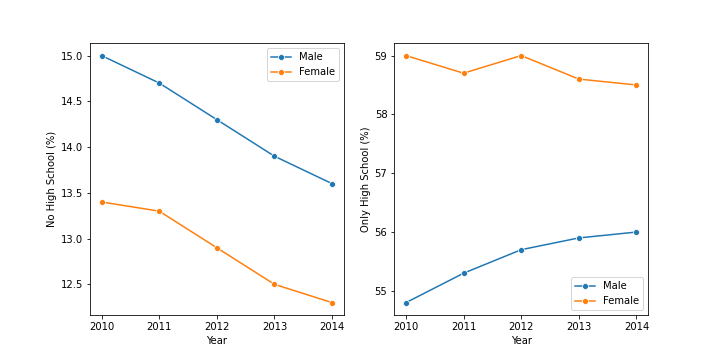 No High School (%)
15.0
14.5
14.0
13.5
13.0
12.5
2010 2011 2012 2013 2014
Year
Male
Female
Only High School (%)
59
58
57
56
55
2010 2011 2012 2013 2014
Year
Male
Female